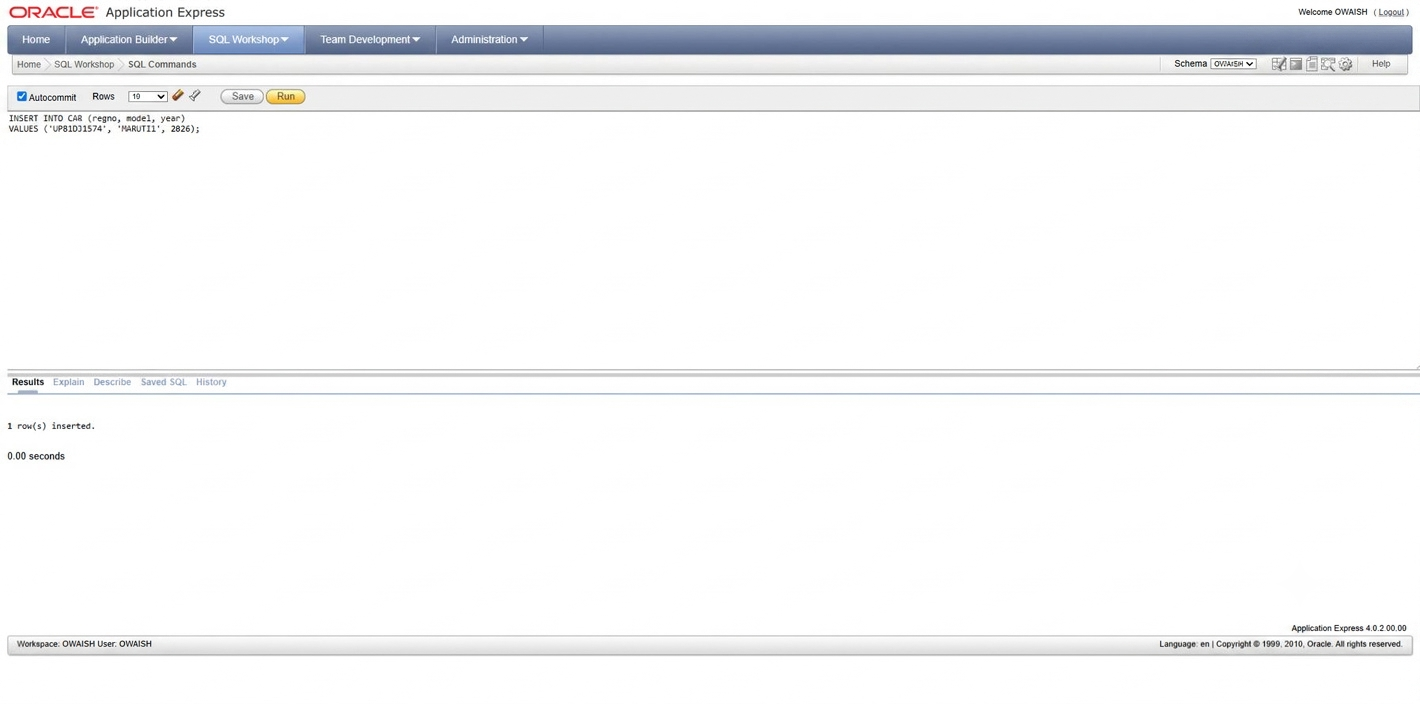 ORACLE® Application Express
Welcome OWAISH ( Logout )
Home Application Builder SQL Workshop Team Development Administration
Home SQL Workshop SQL Commands Schema OWAISH Help
Autocommit Rows 10 Save Run
INSERT INTO CAR (regno, model, year)
VALUES ('UP81DJ1574', 'MARUTI1', 2826);
Results Explain Describe Saved SQL History
1 row(s) inserted.
0.00 seconds
Application Express 4.0.2.00.00
Workspace: OWAISH User: OWAISH Language: en | Copyright © 1999, 2010, Oracle. All rights reserved.